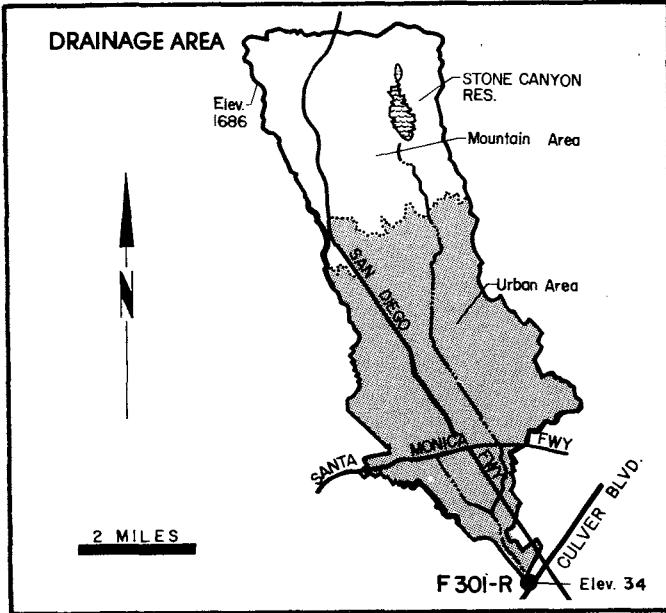 DRAINAGE AREA
STONE CANYON
RES.
Elev.
1686
Mountain Area
N
SAN DIEGO FWY
Urban Area
SANTA MONICA FWY
CULVER BLVD.
2 MILES
F301-R
Elev. 34